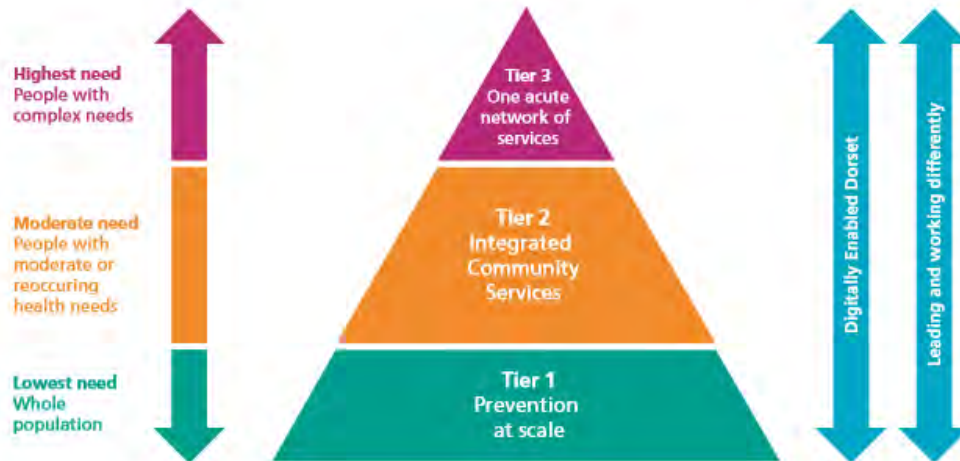 Highest need
People with
complex needs
Moderate need
People with
moderate or
reoccuring
health needs
Lowest need
Whole
population
Tier 3
One acute
network of
services
Tier 2
Integrated
Community
Services
Tier 1
Prevention
at scale
Digitally Enabled Dorset
Leading and working differently